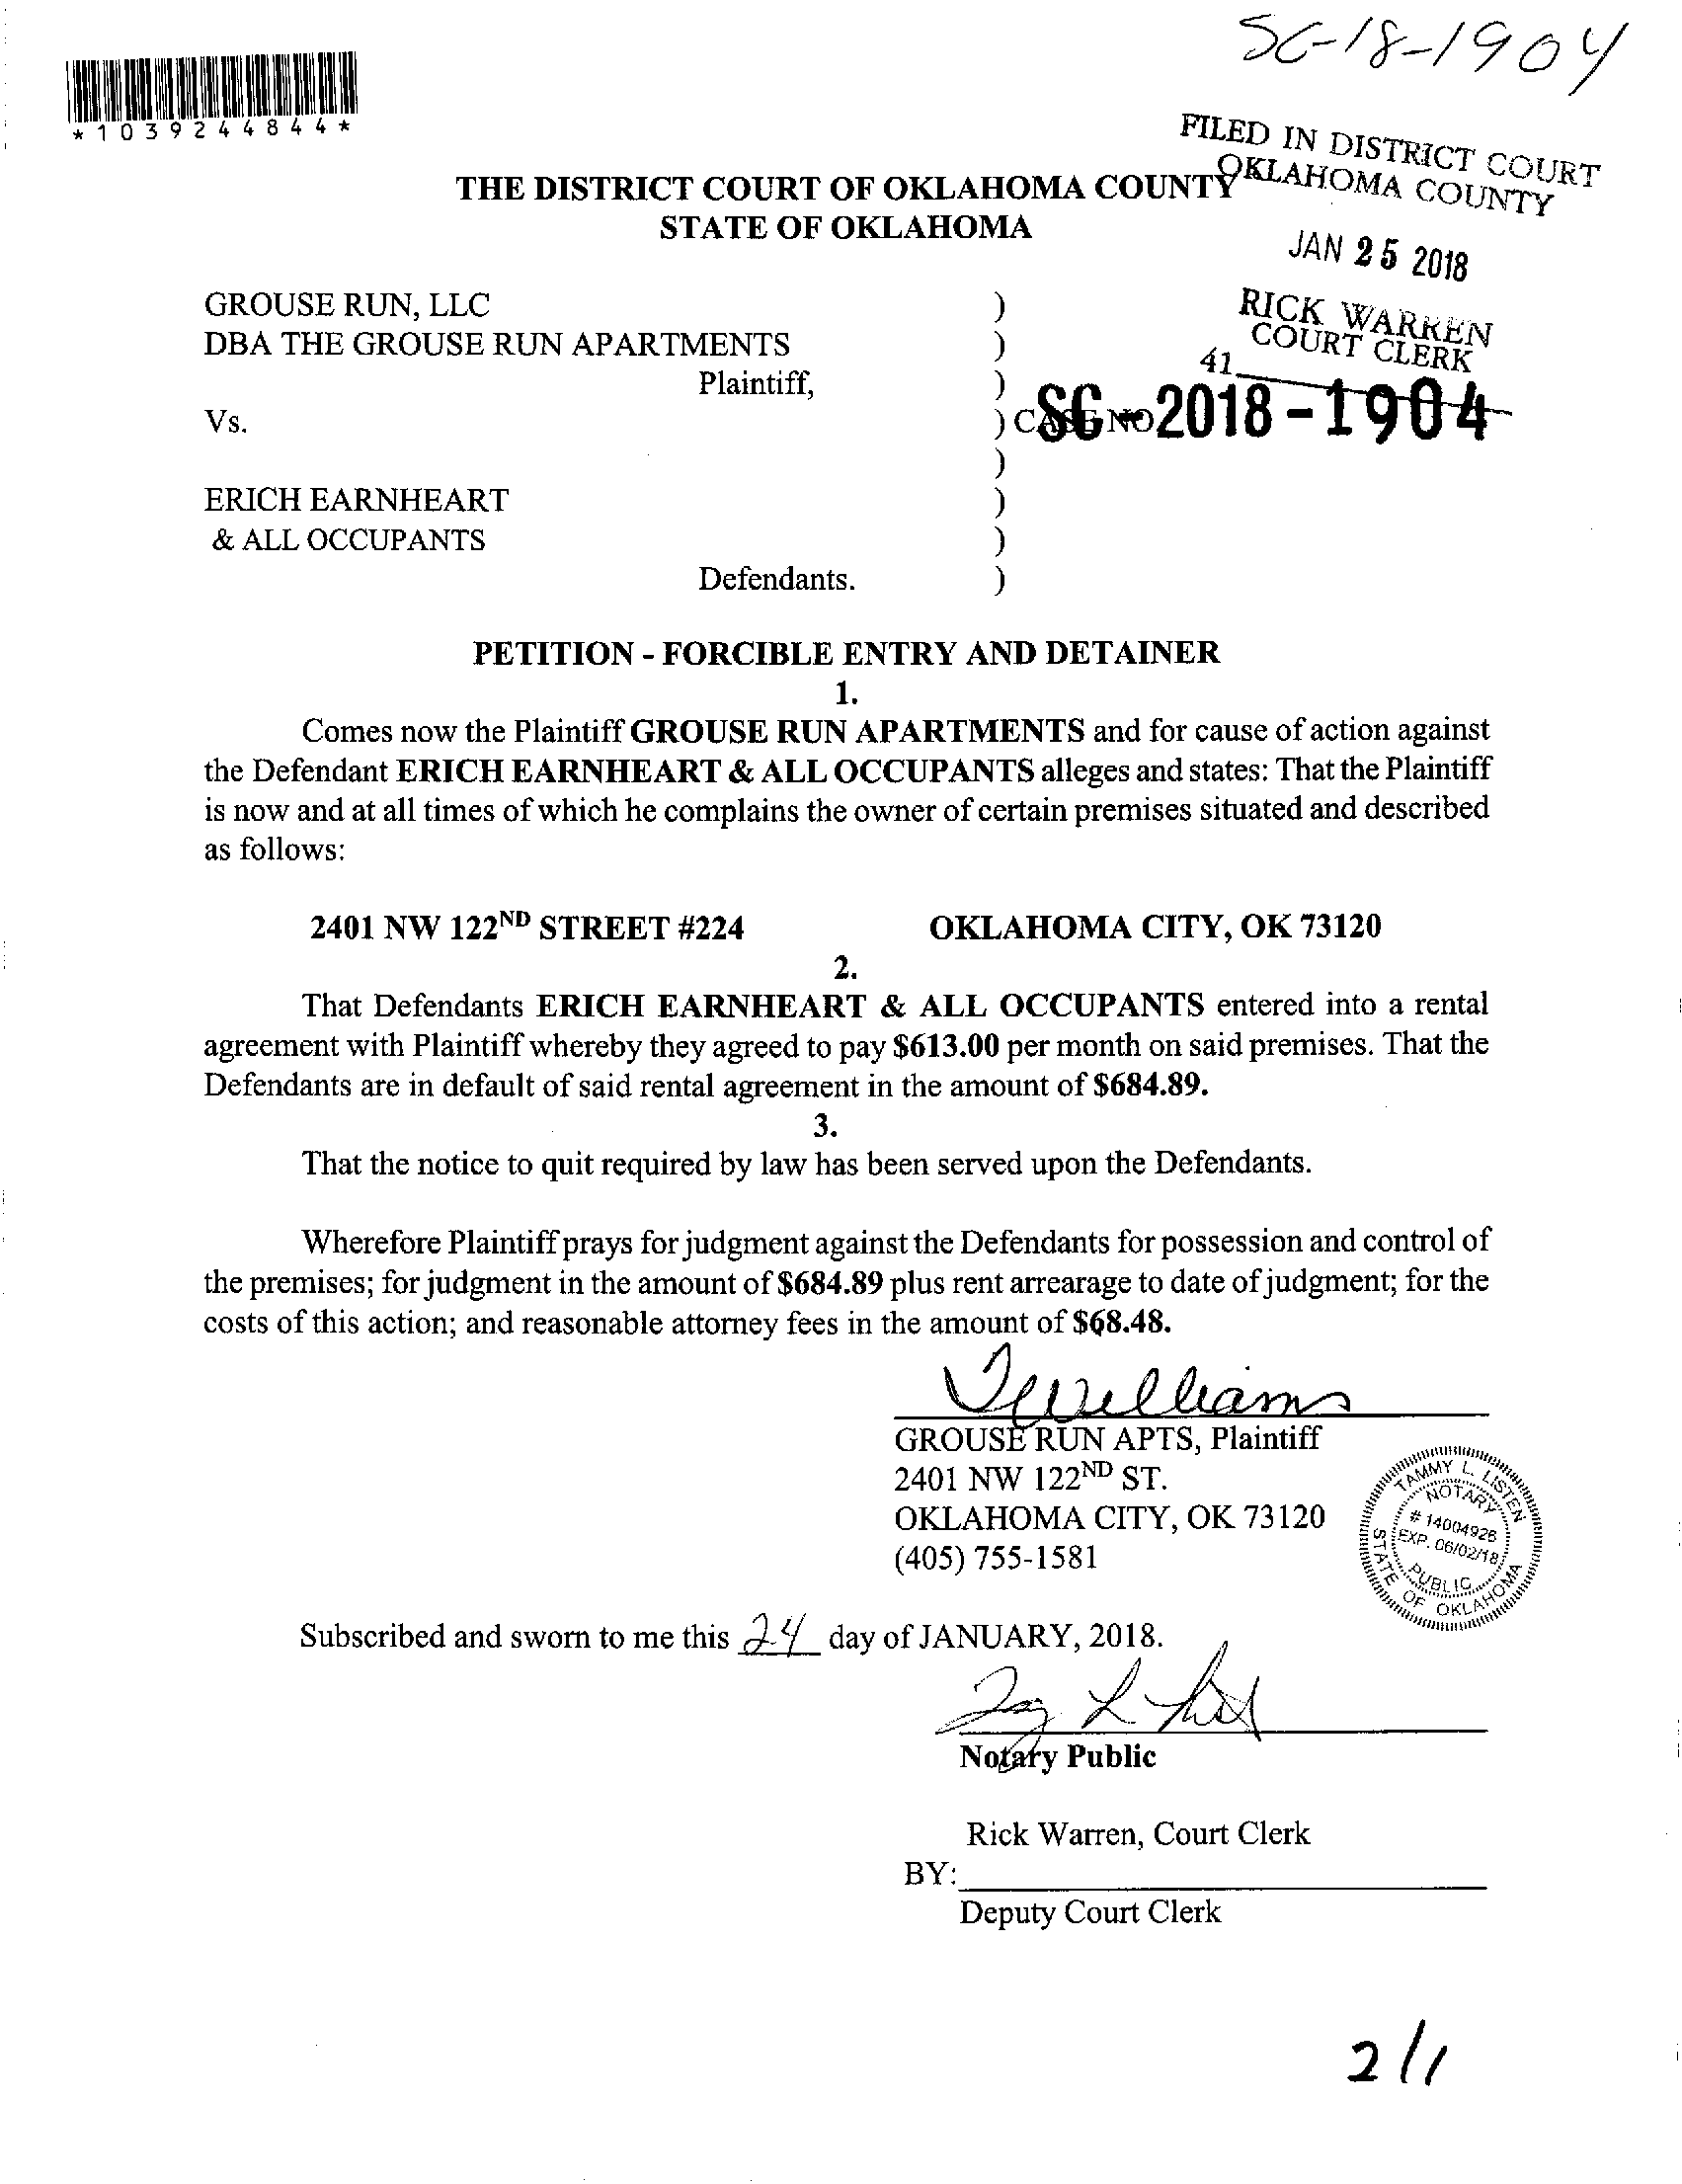 SC-18-1904
*1039244844*
FILED IN DISTRICT COURT
OKLAHOMA COUNTY
THE DISTRICT COURT OF OKLAHOMA COUNTY
STATE OF OKLAHOMA
JAN 25 2018
RICK WARREN
COURT CLERK
41
GROUSE RUN, LLC )
DBA THE GROUSE RUN APARTMENTS )
Plaintiff, )
Vs. ) CASE NO SC-2018-1904
)
ERICH EARNHEART )
& ALL OCCUPANTS )
Defendants. )
PETITION - FORCIBLE ENTRY AND DETAINER
1.
Comes now the Plaintiff GROUSE RUN APARTMENTS and for cause of action against
the Defendant ERICH EARNHEART & ALL OCCUPANTS alleges and states: That the Plaintiff
is now and at all times of which he complains the owner of certain premises situated and described
as follows:
2401 NW 122ND STREET #224 OKLAHOMA CITY, OK 73120
2.
That Defendants ERICH EARNHEART & ALL OCCUPANTS entered into a rental
agreement with Plaintiff whereby they agreed to pay $613.00 per month on said premises. That the
Defendants are in default of said rental agreement in the amount of $684.89.
3.
That the notice to quit required by law has been served upon the Defendants.
Wherefore Plaintiff prays for judgment against the Defendants for possession and control of
the premises; for judgment in the amount of $684.89 plus rent arrearage to date of judgment; for the
costs of this action; and reasonable attorney fees in the amount of $68.48.
Williams
GROUSE RUN APTS, Plaintiff
2401 NW 122ND ST.
OKLAHOMA CITY, OK 73120
(405) 755-1581
TAMMY L. LISTEN
NOTARY
# 14004926
EXP. 06/02/18
PUBLIC
STATE OF OKLAHOMA
Subscribed and sworn to me this 24 day of JANUARY, 2018.
Notary Public
Rick Warren, Court Clerk
BY:
Deputy Court Clerk
2/1